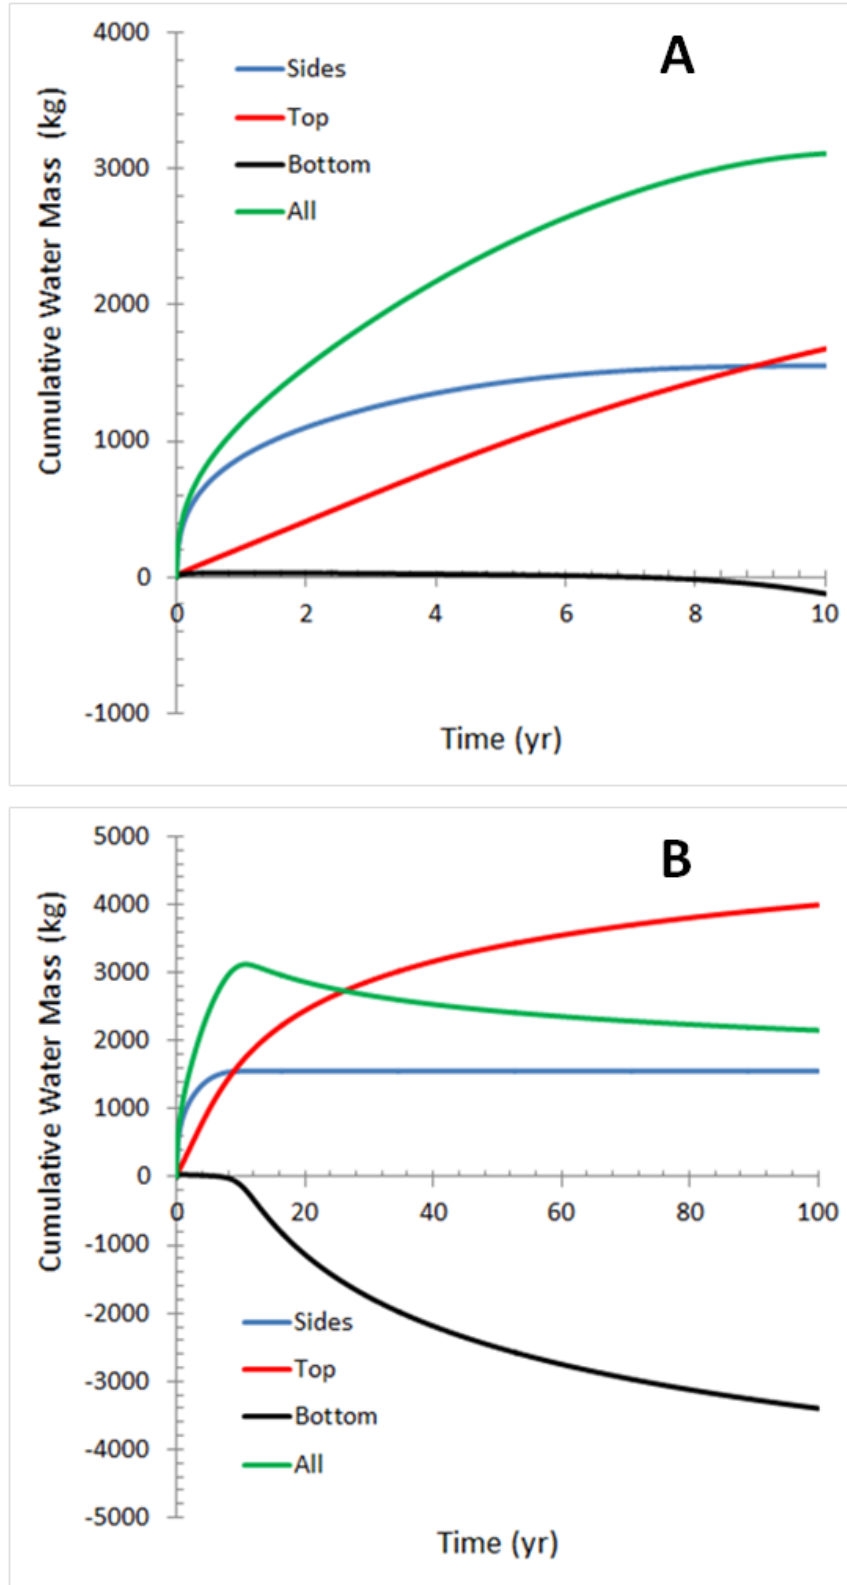 A
4000
3000
2000
1000
0
-1000
0 2 4 6 8 10
Cumulative Water Mass (kg)
Time (yr)
Sides
Top
Bottom
All
B
5000
4000
3000
2000
1000
0
-1000
-2000
-3000
-4000
-5000
0 20 40 60 80 100
Cumulative Water Mass (kg)
Time (yr)
Sides
Top
Bottom
All